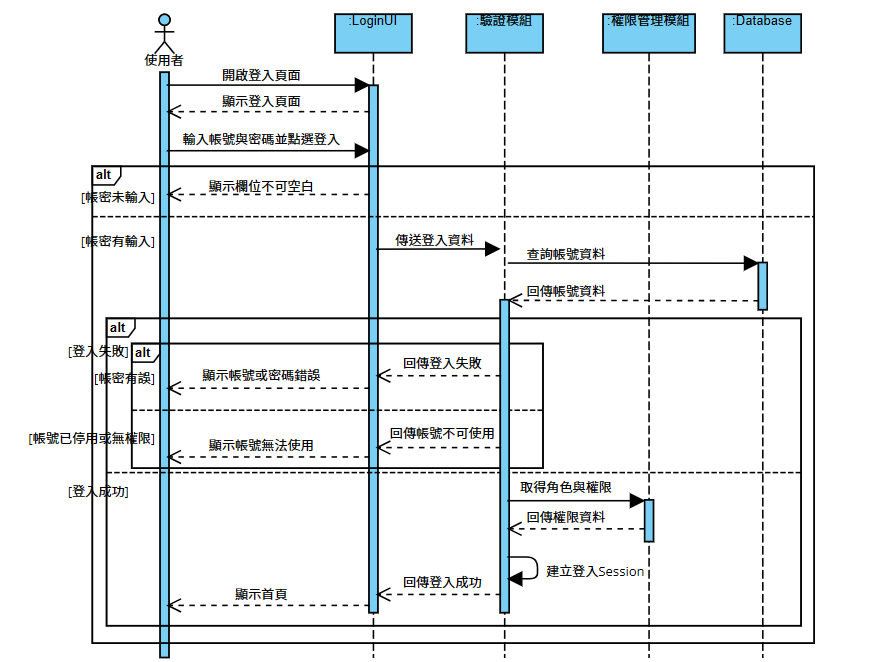 :LoginUI
:驗證模組
:權限管理模組
:Database
使用者
開啟登入頁面
顯示登入頁面
輸入帳號與密碼並點選登入
alt
顯示欄位不可空白
[帳密未輸入]
[帳密有輸入]
傳送登入資料
查詢帳號資料
回傳帳號資料
alt
[登入失敗]
alt
回傳登入失敗
[帳密有誤]
顯示帳號或密碼錯誤
回傳帳號不可使用
[帳號已停用或無權限]
顯示帳號無法使用
[登入成功]
取得角色與權限
回傳權限資料
建立登入Session
回傳登入成功
顯示首頁